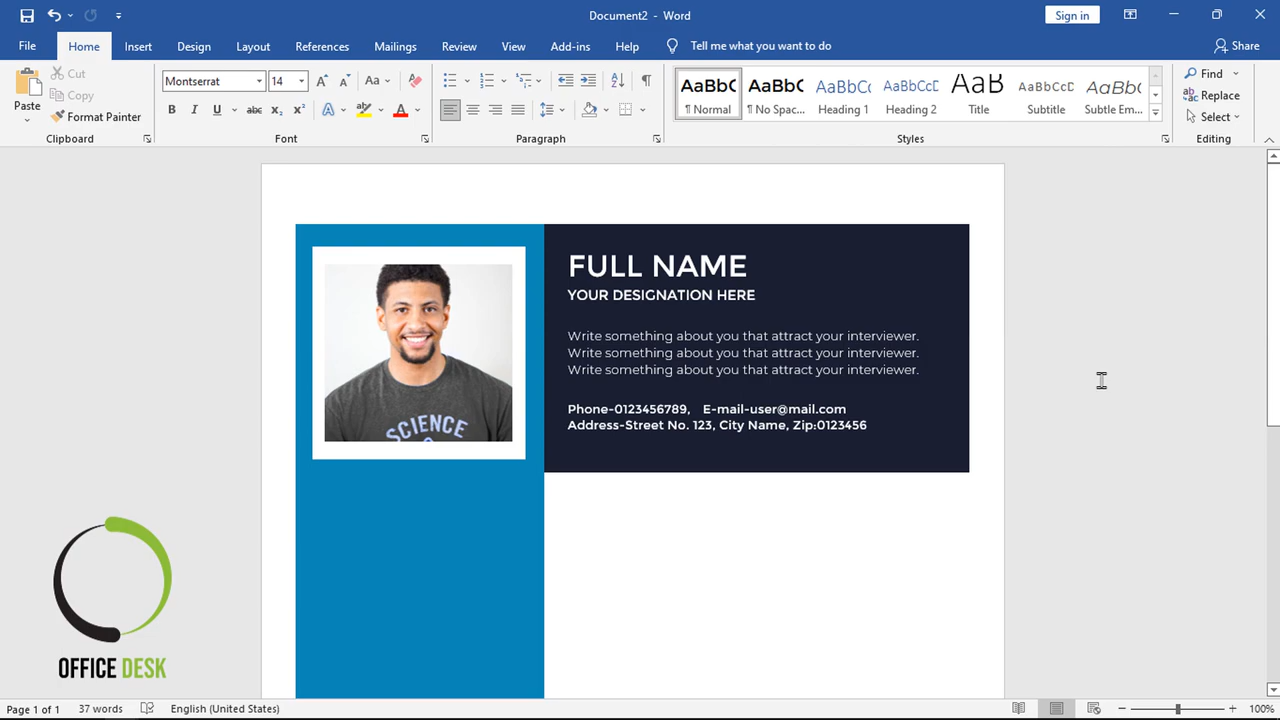 Document2 - Word
Sign in
File
Home
Insert
Design
Layout
References
Mailings
Review
View
Add-ins
Help
Tell me what you want to do
Share
Paste
Cut
Copy
Format Painter
Clipboard
Montserrat
14
Font
Paragraph
AaBbC
¶ Normal
AaBbC
¶ No Spac...
AaBbC
Heading 1
AaBbCcD
Heading 2
AaB
Title
AaBbCcD
Subtitle
AaBbCcD
Subtle Em...
Styles
Find
Replace
Select
Editing
FULL NAME
YOUR DESIGNATION HERE
Write something about you that attract your interviewer.
Write something about you that attract your interviewer.
Write something about you that attract your interviewer.
Phone-0123456789, E-mail-user@mail.com
Address-Street No. 123, City Name, Zip:0123456
SCIENCE
OFFICE DESK
Page 1 of 1
37 words
English (United States)
100%